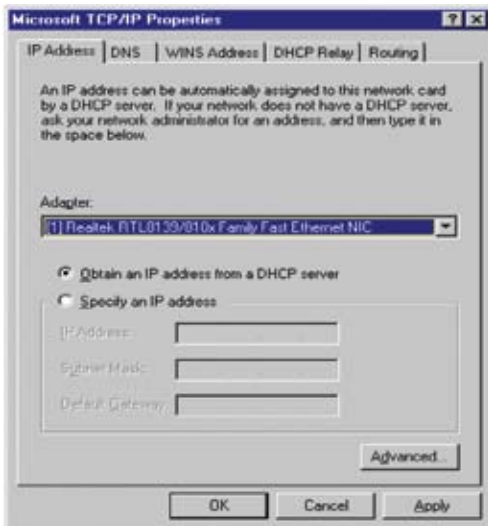 Microsoft TCP/IP Properties
IP Address
DNS
WINS Address
DHCP Relay
Routing
An IP address can be automatically assigned to this network card
by a DHCP server. If your network does not have a DHCP server,
ask your network administrator for an address, and then type it in
the space below.
Adapter:
[1] Realtek RTL8139/810x Family Fast Ethernet NIC
Obtain an IP address from a DHCP server
Specify an IP address
IP Address:
Subnet Mask:
Default Gateway:
Advanced...
OK
Cancel
Apply